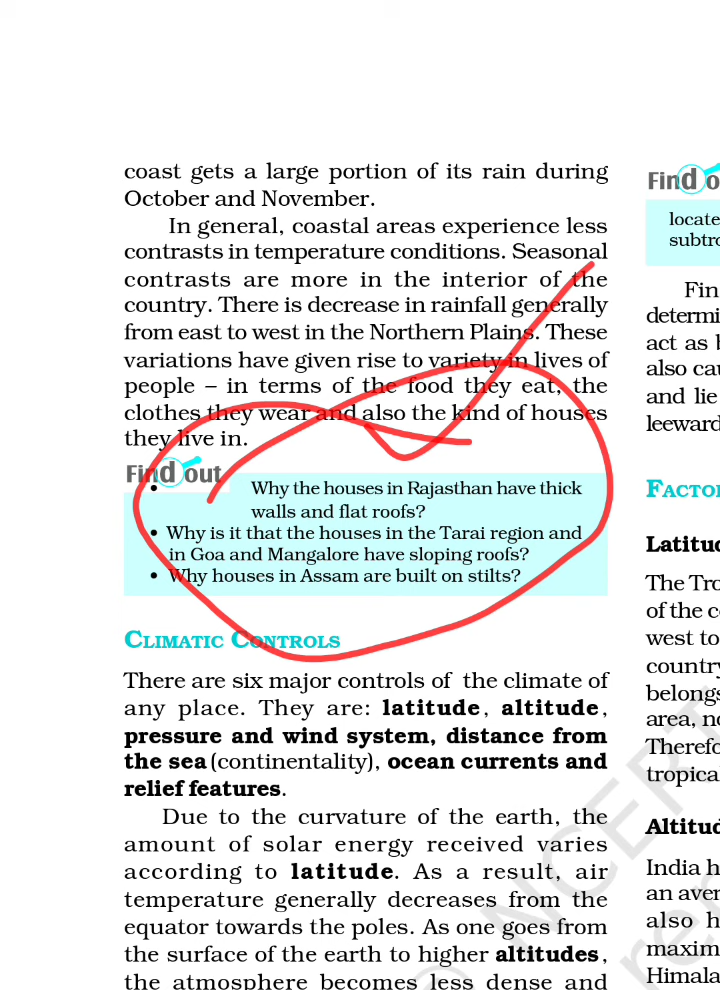 coast gets a large portion of its rain during
October and November.
In general, coastal areas experience less
contrasts in temperature conditions. Seasonal
contrasts are more in the interior of the
country. There is decrease in rainfall generally
from east to west in the Northern Plains. These
variations have given rise to variety in lives of
people – in terms of the food they eat, the
clothes they wear and also the kind of houses
they live in.
Find out
• Why the houses in Rajasthan have thick
walls and flat roofs?
• Why is it that the houses in the Tarai region and
in Goa and Mangalore have sloping roofs?
• Why houses in Assam are built on stilts?
CLIMATIC CONTROLS
There are six major controls of the climate of
any place. They are: latitude, altitude,
pressure and wind system, distance from
the sea (continentality), ocean currents and
relief features.
Due to the curvature of the earth, the
amount of solar energy received varies
according to latitude. As a result, air
temperature generally decreases from the
equator towards the poles. As one goes from
the surface of the earth to higher altitudes,
the atmosphere becomes less dense and
Find o
locate
subtro
Fin
determi
act as b
also cau
and lie
leeward
FACTO
Latitud
The Tro
of the co
west to
country
belongs
area, no
Therefo
tropical
Altitud
India h
an aver
also h
maxim
Himala
© NCERT